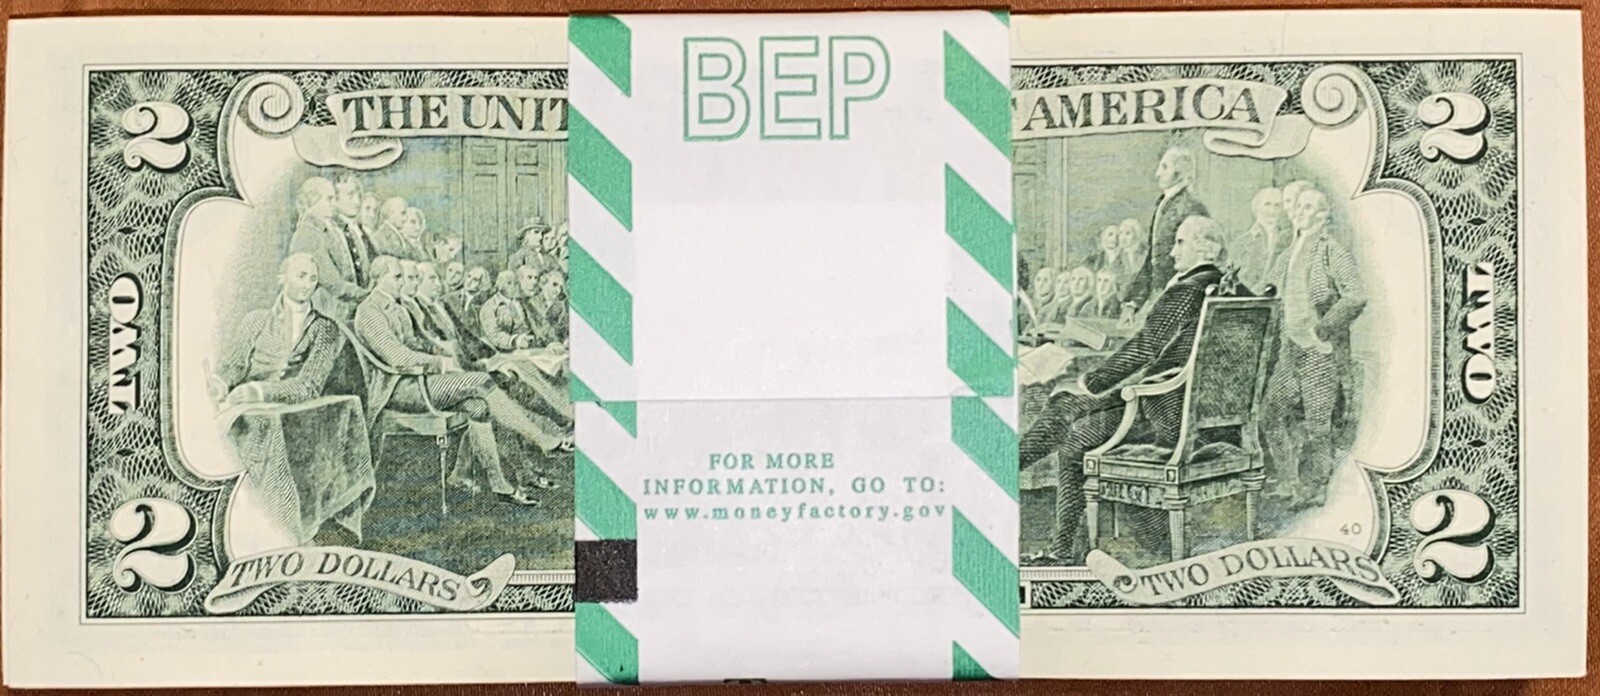 BEP
2 THE UNIT AMERICA 2
TWO TWO
FOR MORE
INFORMATION, GO TO:
www.moneyfactory.gov
40
2 TWO DOLLARS TWO DOLLARS 2